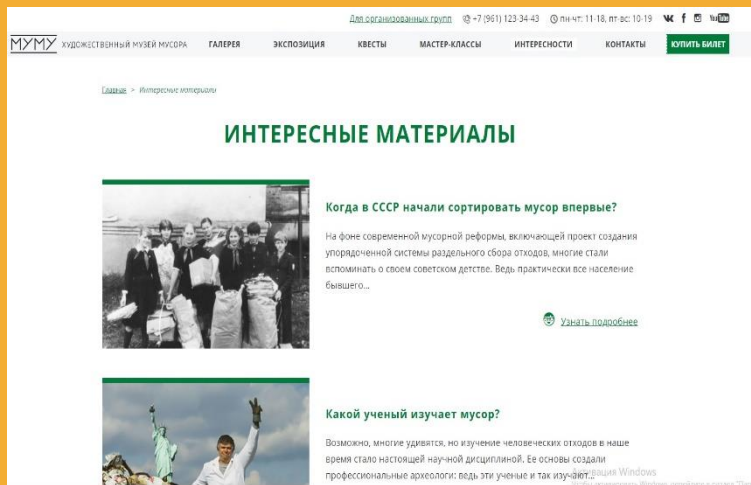 Для организованных групп +7 (961) 123-34-43 пн-чт: 11-18, пт-вс: 10-19 You Tube
МУМУ ХУДОЖЕСТВЕННЫЙ МУЗЕЙ МУСОРА ГАЛЕРЕЯ ЭКСПОЗИЦИЯ КВЕСТЫ МАСТЕР-КЛАССЫ ИНТЕРЕСНОСТИ КОНТАКТЫ КУПИТЬ БИЛЕТ
Главная > Интересные материалы
ИНТЕРЕСНЫЕ МАТЕРИАЛЫ
Когда в СССР начали сортировать мусор впервые?
На фоне современной мусорной реформы, включающей проект создания
упорядоченной системы раздельного сбора отходов, многие стали
вспоминать о своем советском детстве. Ведь практически все население
бывшего...
Узнать подробнее
Какой ученый изучает мусор?
Возможно, многие удивятся, но изучение человеческих отходов в наше
время стало настоящей научной дисциплиной. Ее основы создали
профессиональные археологи: ведь эти ученые и так изучают...
Активация Windows